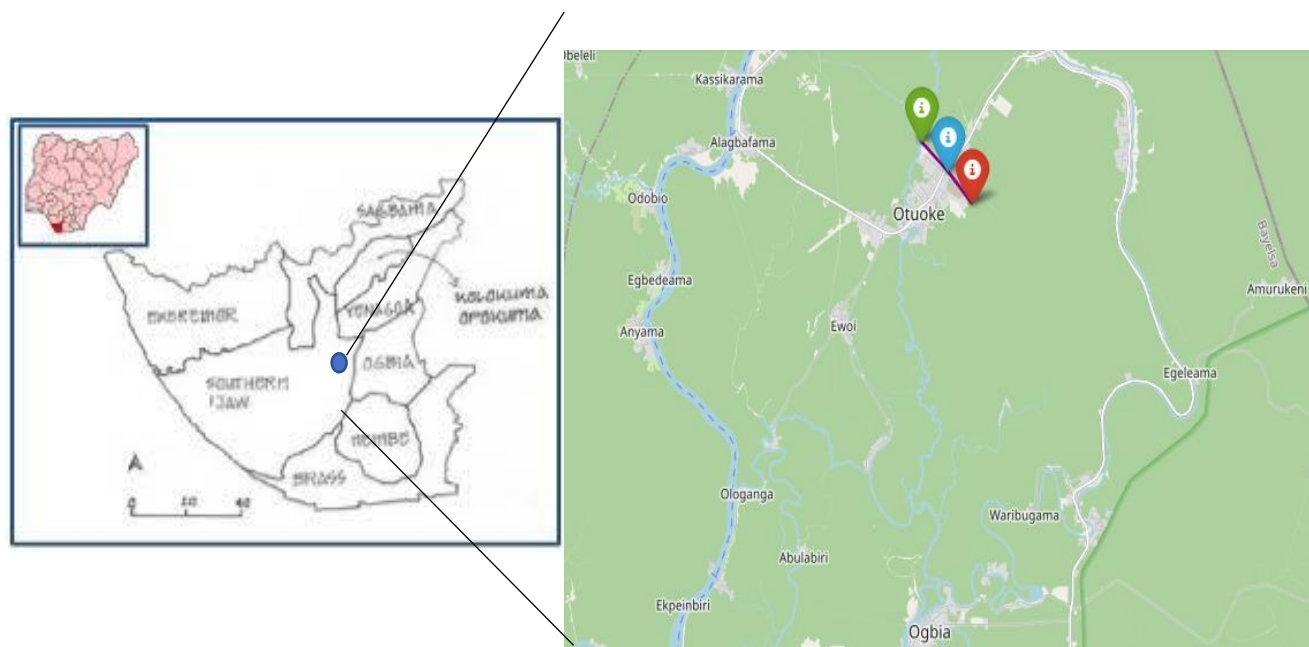 SAGBAMA
EKEREMOR
YENAGOA
KOLOKUMA
OPOKUMA
OGBIA
SOUTHERN
IJAW
NEMBE
BRASS
A
0 20 40
Obeleli
Kassikarama
Alagbafama
Odobio
Otuoke
Egbedeama
Bayelsa
Amurukeni
Anyama
Ewoi
Egeleama
Ologanga
Waribugama
Abulabiri
Ekpeinbiri
Ogbia
i
i
i